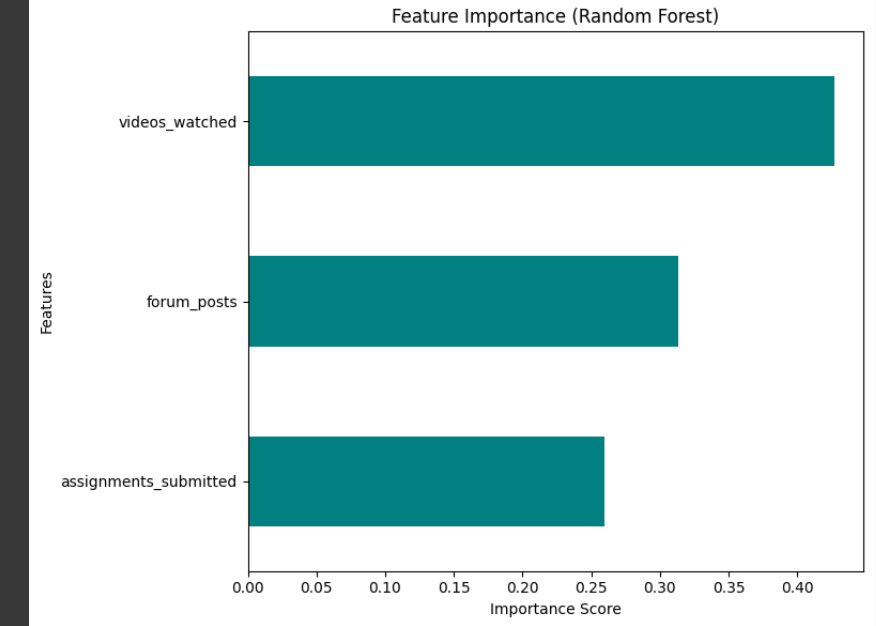 Feature Importance (Random Forest)
videos_watched
forum_posts
assignments_submitted
Features
0.00 0.05 0.10 0.15 0.20 0.25 0.30 0.35 0.40
Importance Score